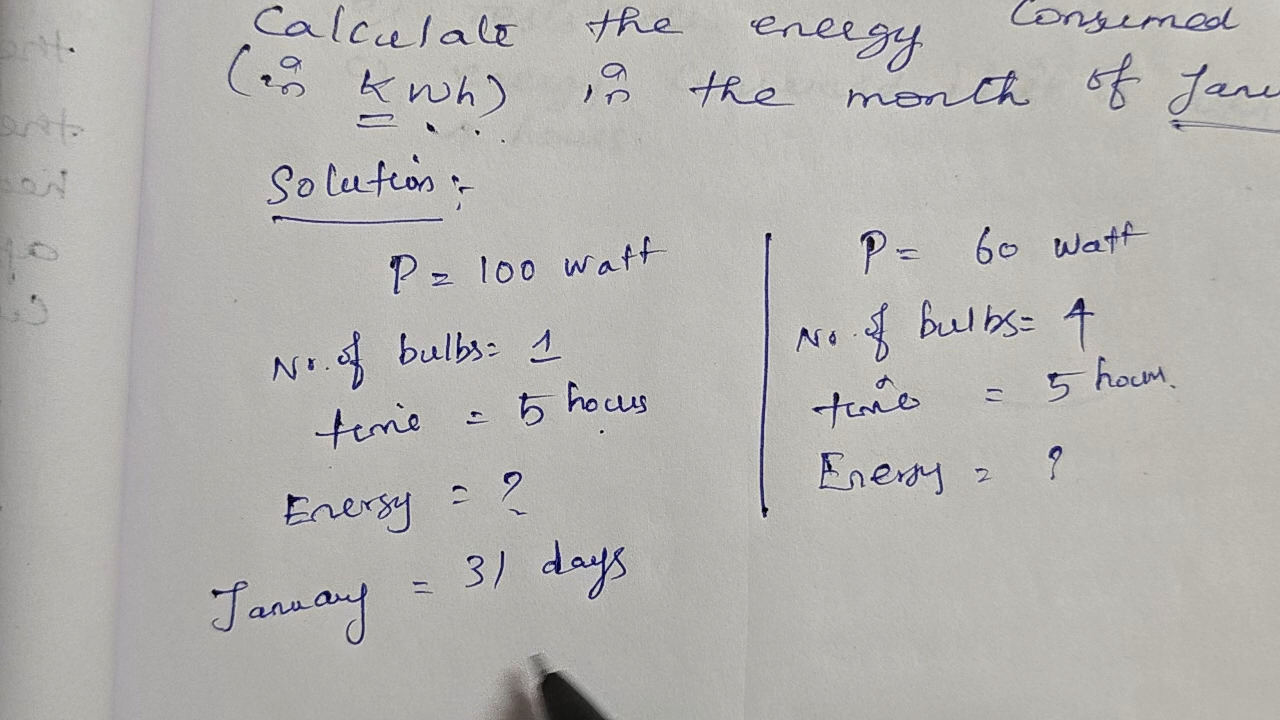 Calculate the energy consumed
(in kWh) in the month of Janu
Solution :-
P = 100 watt
No. of bulbs = 1
time = 5 hours
Energy = ?
January = 31 days
P = 60 watt
No. of bulbs = 4
time = 5 hours.
Energy = ?